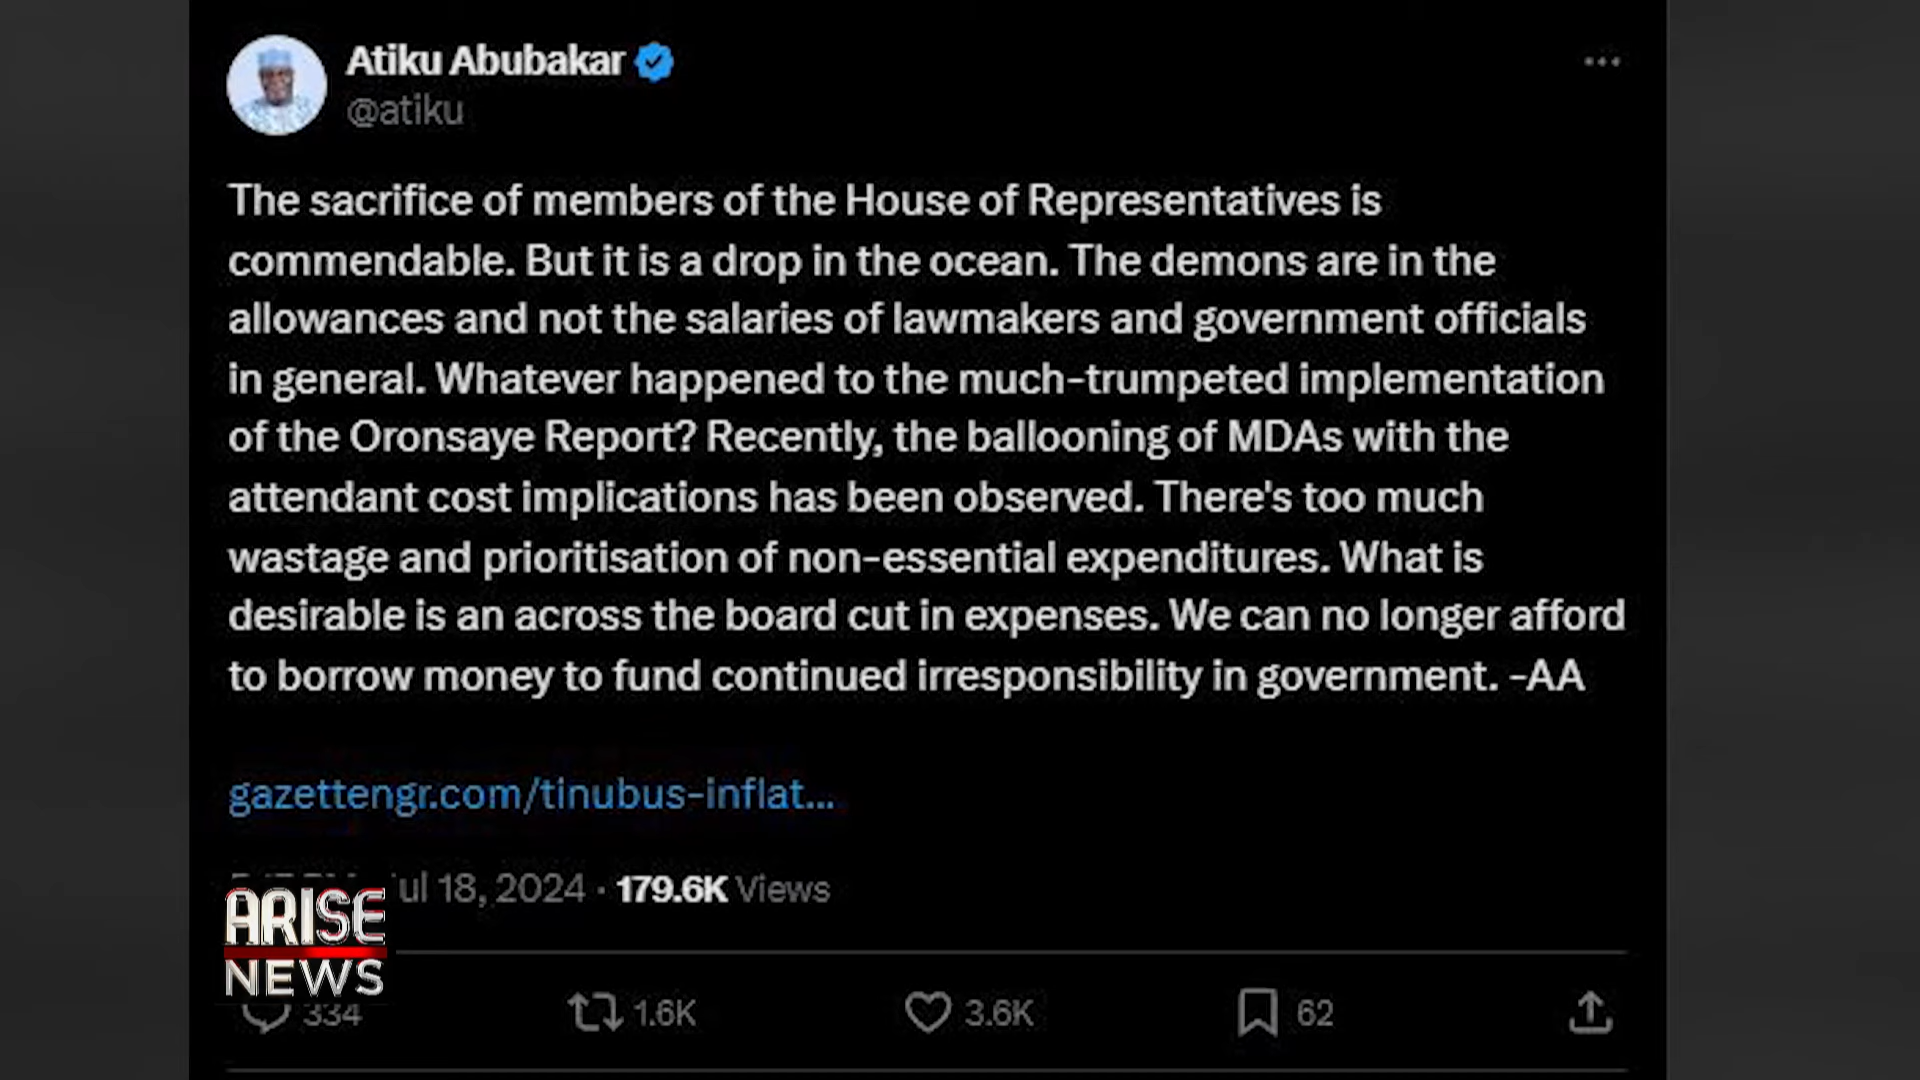 Atiku Abubakar
@atiku
The sacrifice of members of the House of Representatives is
commendable. But it is a drop in the ocean. The demons are in the
allowances and not the salaries of lawmakers and government officials
in general. Whatever happened to the much-trumpeted implementation
of the Oronsaye Report? Recently, the ballooning of MDAs with the
attendant cost implications has been observed. There's too much
wastage and prioritisation of non-essential expenditures. What is
desirable is an across the board cut in expenses. We can no longer afford
to borrow money to fund continued irresponsibility in government. -AA
gazettengr.com/tinubus-inflat...
18, 2024 · 179.6K Views
ARISE
NEWS
334 1.6K 3.6K 62